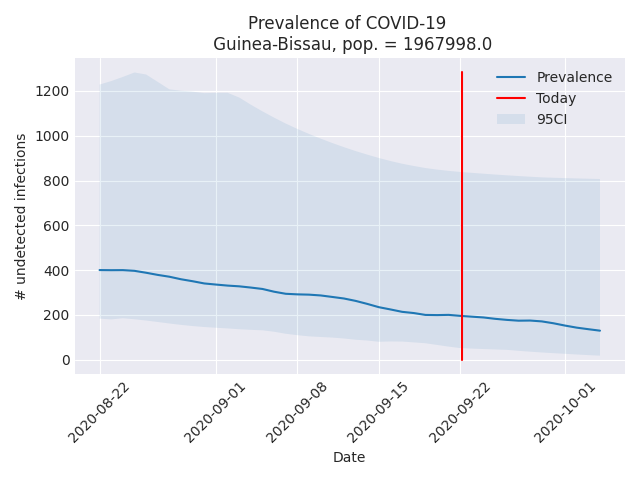 Prevalence of COVID-19
Guinea-Bissau, pop. = 1967998.0
Prevalence
Today
95CI
1200
1000
800
600
400
200
0
# undetected infections
2020-08-22
2020-09-01
2020-09-08
2020-09-15
2020-09-22
2020-10-01
Date